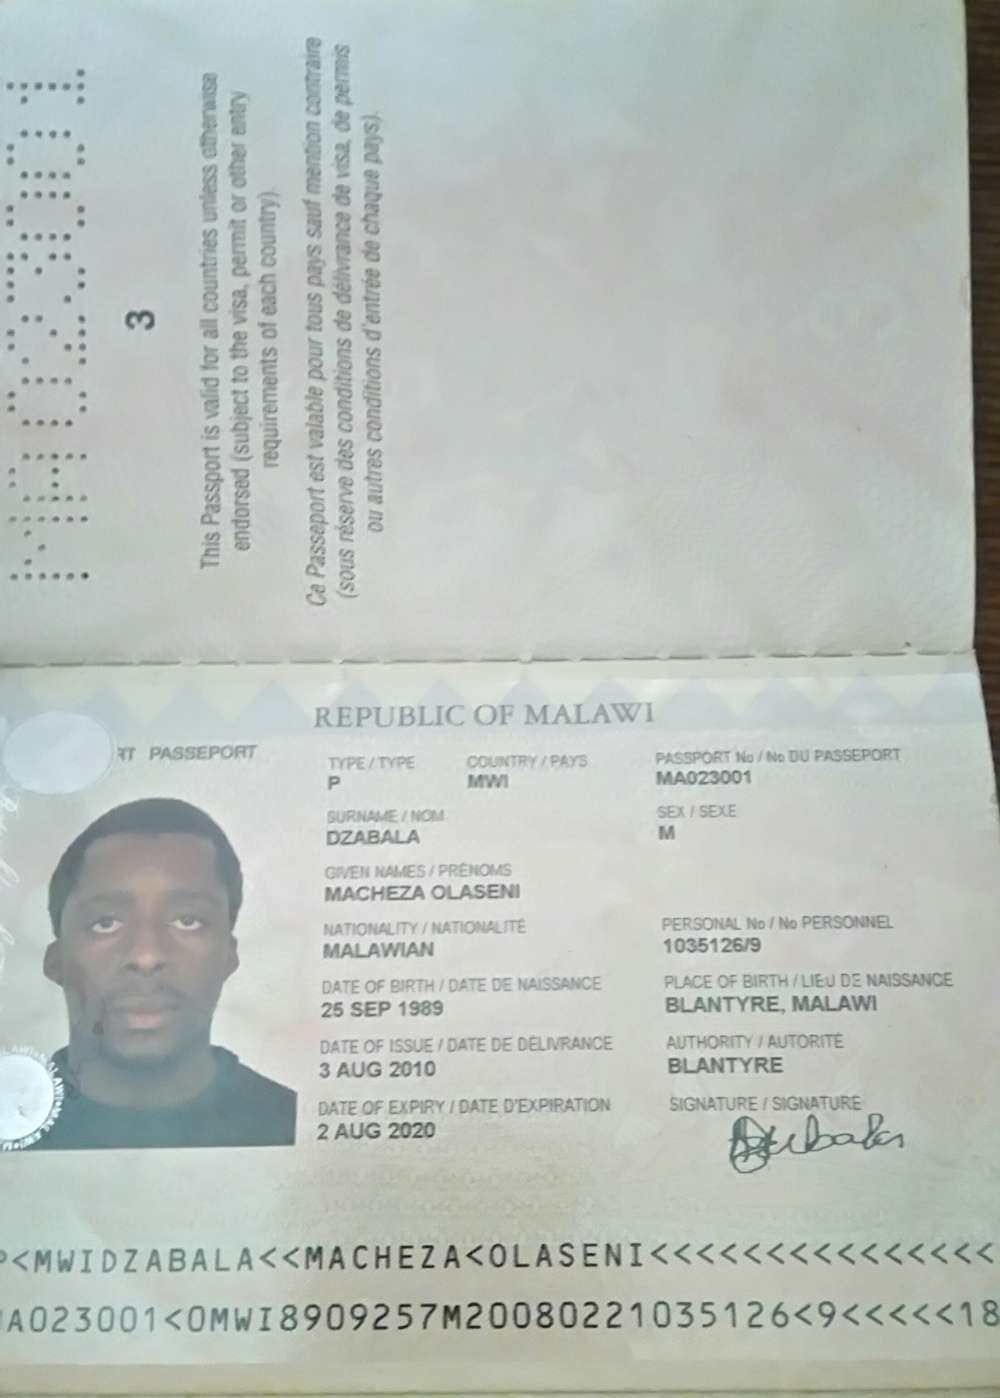 3
This Passport is valid for all countries unless otherwise
endorsed (subject to the visa, permit or other entry
requirements of each country).
Ce Passeport est valable pour tous pays sauf mention contraire
(sous réserve des conditions de délivrance de visa, de permis
ou autres conditions d'entrée de chaque pays).
REPUBLIC OF MALAWI
RT PASSEPORT
TYPE / TYPE COUNTRY / PAYS PASSPORT No / No DU PASSEPORT
P MWI MA023001
SURNAME / NOM SEX / SEXE
DZABALA M
GIVEN NAMES / PRÉNOMS
MACHEZA OLASENI
NATIONALITY / NATIONALITÉ PERSONAL No / No PERSONNEL
MALAWIAN 1035126/9
DATE OF BIRTH / DATE DE NAISSANCE PLACE OF BIRTH / LIEU DE NAISSANCE
25 SEP 1989 BLANTYRE, MALAWI
DATE OF ISSUE / DATE DE DÉLIVRANCE AUTHORITY / AUTORITÉ
3 AUG 2010 BLANTYRE
DATE OF EXPIRY / DATE D'EXPIRATION SIGNATURE / SIGNATURE
2 AUG 2020
P<MWIDZABALA<<MACHEZA<OLASENI<<<<<<<<<<<<<<<
A023001<0MWI8909257M20080221035126<9<<<<<18